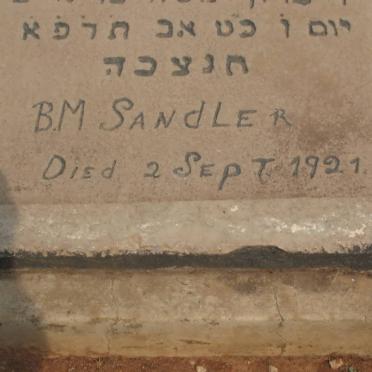 יום ו כט אב תרפא
תנצבה
B.M SANDLER
Died 2 SEPT. 1921.